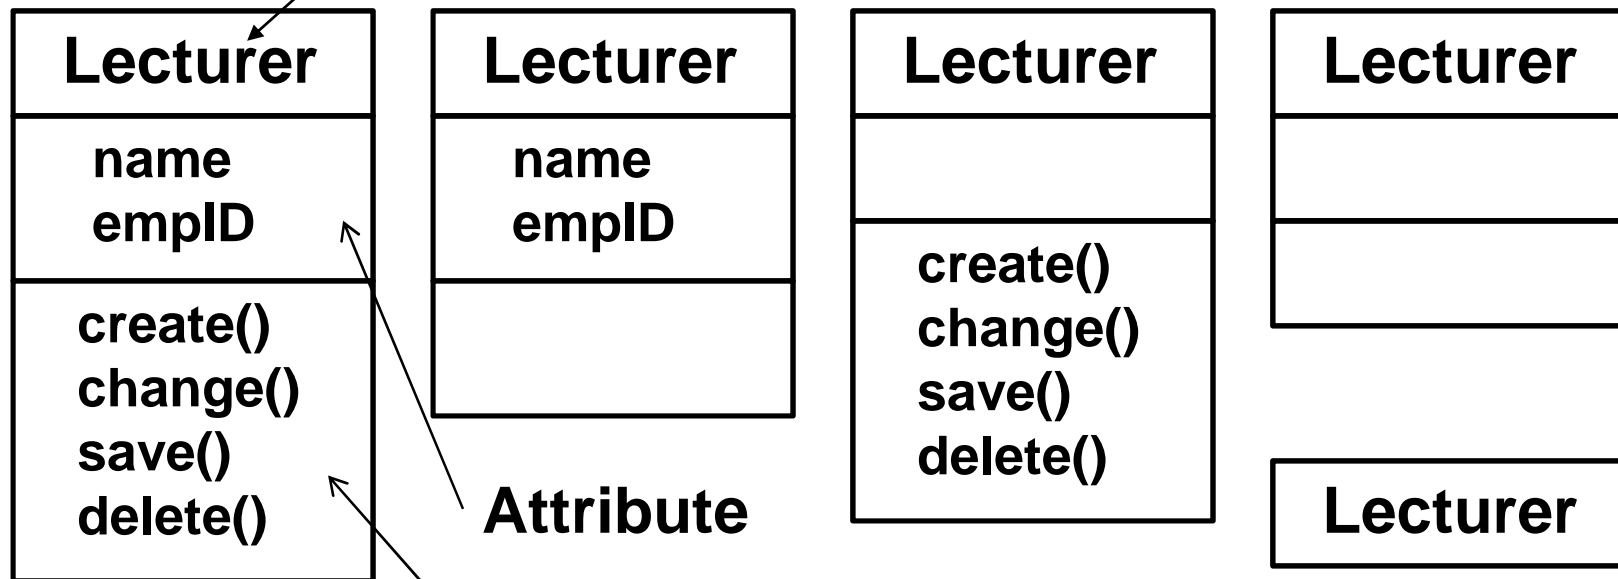 Lecturer
name
empID
create()
change()
save()
delete()
Lecturer
name
empID
Attribute
Lecturer
create()
change()
save()
delete()
Lecturer
Lecturer